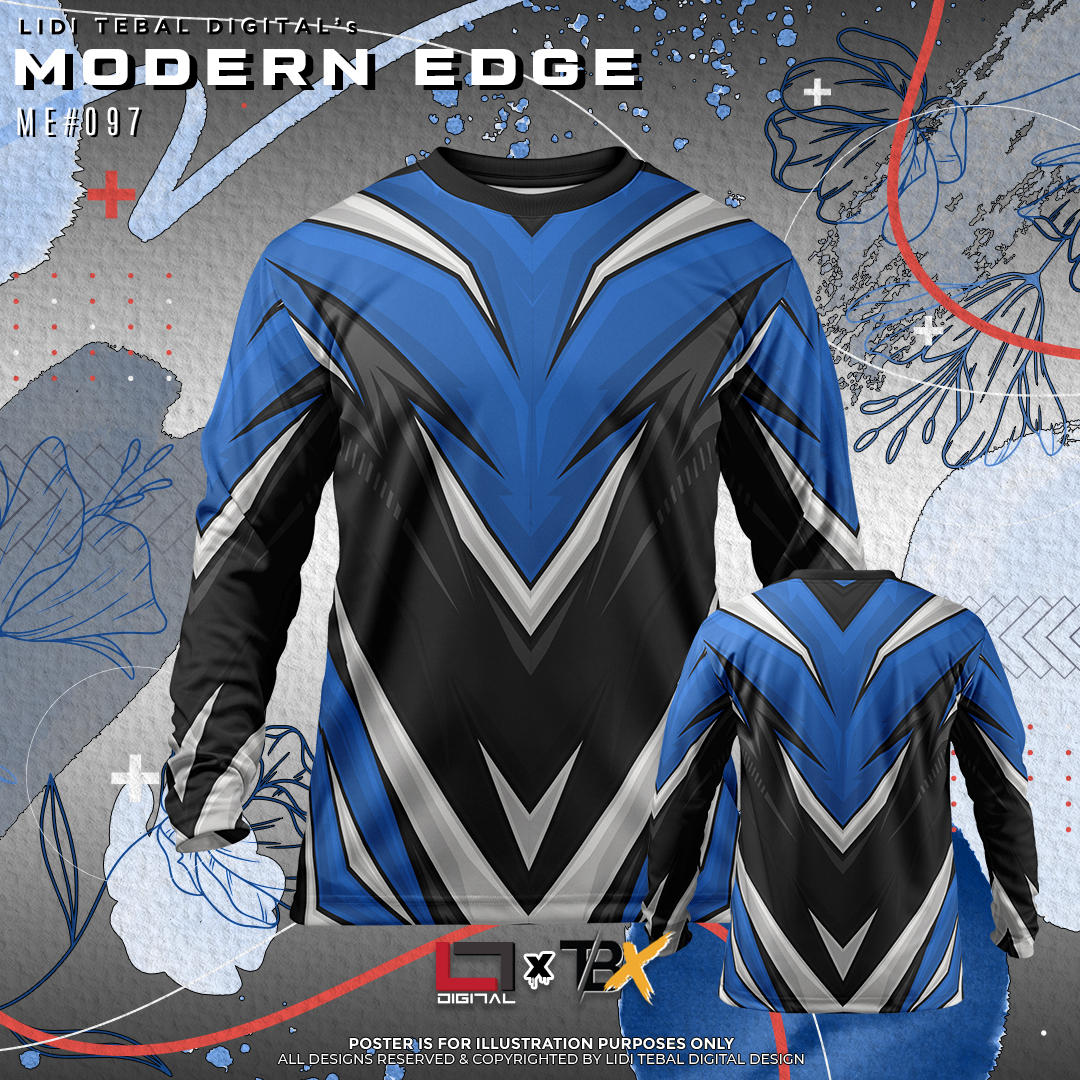 LIDI TEBAL DIGITAL's
MODERN EDGE
ME#097
DIGITAL
x
TBX
POSTER IS FOR ILLUSTRATION PURPOSES ONLY
ALL DESIGNS RESERVED & COPYRIGHTED BY LIDI TEBAL DIGITAL DESIGN